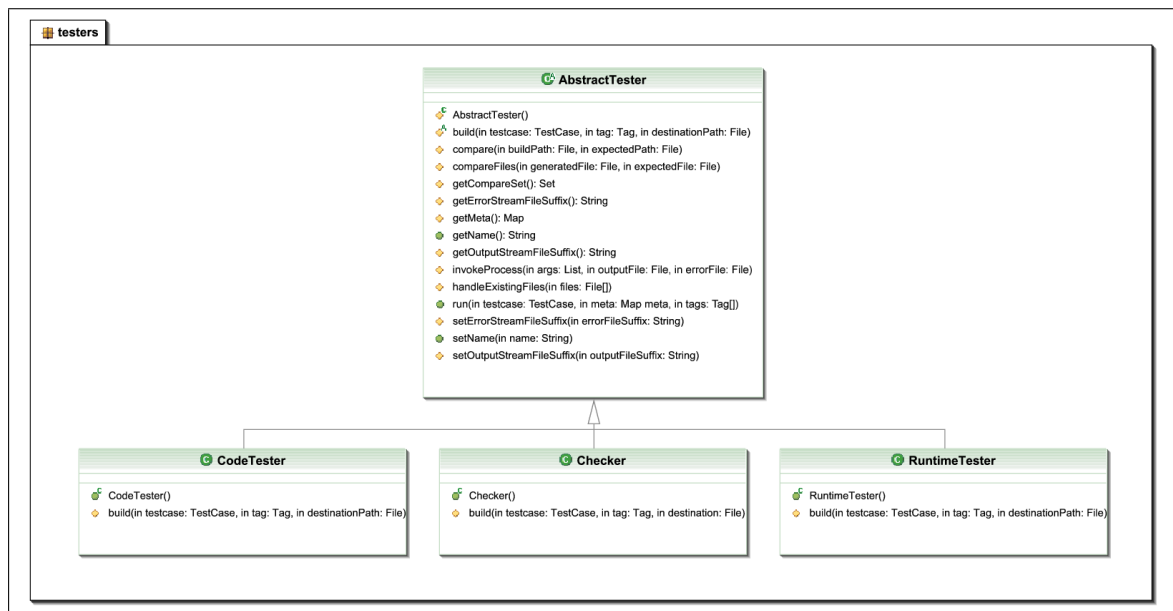 testers
AbstractTester
AbstractTester()
build(in testcase: TestCase, in tag: Tag, in destinationPath: File)
compare(in buildPath: File, in expectedPath: File)
compareFiles(in generatedFile: File, in expectedFile: File)
getCompareSet(): Set
getErrorStreamFileSuffix(): String
getMeta(): Map
getName(): String
getOutputStreamFileSuffix(): String
invokeProcess(in args: List, in outputFile: File, in errorFile: File)
handleExistingFiles(in files: File[])
run(in testcase: TestCase, in meta: Map meta, in tags: Tag[])
setErrorStreamFileSuffix(in errorFileSuffix: String)
setName(in name: String)
setOutputStreamFileSuffix(in outputFileSuffix: String)
CodeTester
CodeTester()
build(in testcase: TestCase, in tag: Tag, in destinationPath: File)
Checker
Checker()
build(in testcase: TestCase, in tag: Tag, in destination: File)
RuntimeTester
RuntimeTester()
build(in testcase: TestCase, in tag: Tag, in destinationPath: File)